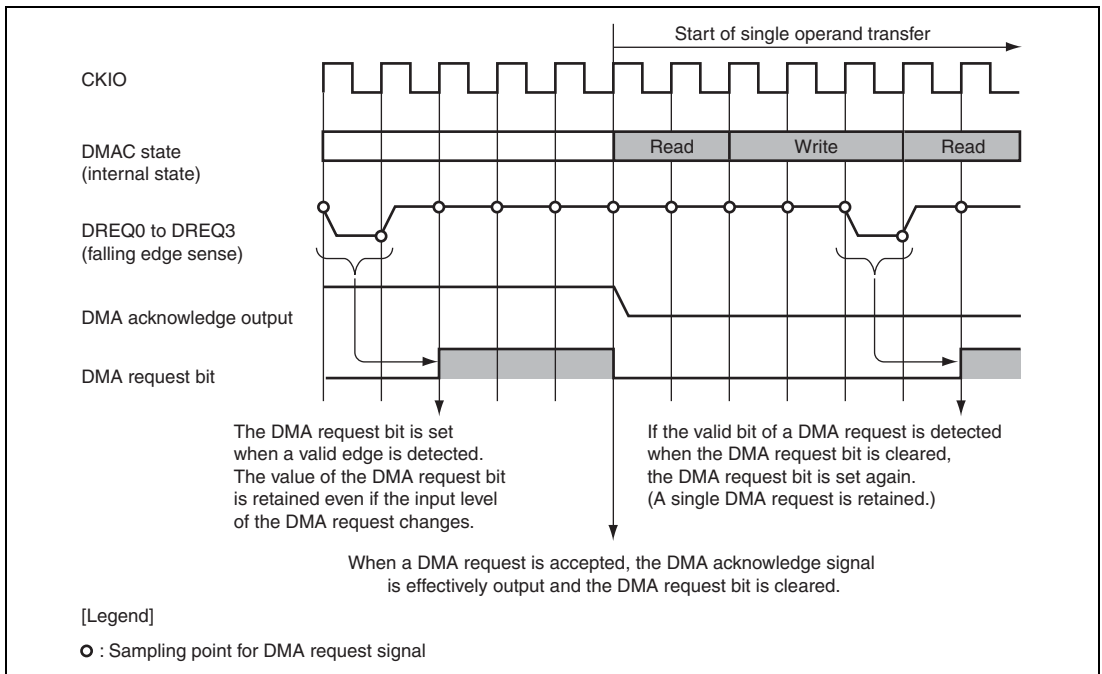 Start of single operand transfer
CKIO
DMAC state
(internal state)
Read
Write
Read
DREQ0 to DREQ3
(falling edge sense)
DMA acknowledge output
DMA request bit
The DMA request bit is set
when a valid edge is detected.
The value of the DMA request bit
is retained even if the input level
of the DMA request changes.
If the valid bit of a DMA request is detected
when the DMA request bit is cleared,
the DMA request bit is set again.
(A single DMA request is retained.)
When a DMA request is accepted, the DMA acknowledge signal
is effectively output and the DMA request bit is cleared.
[Legend]
: Sampling point for DMA request signal